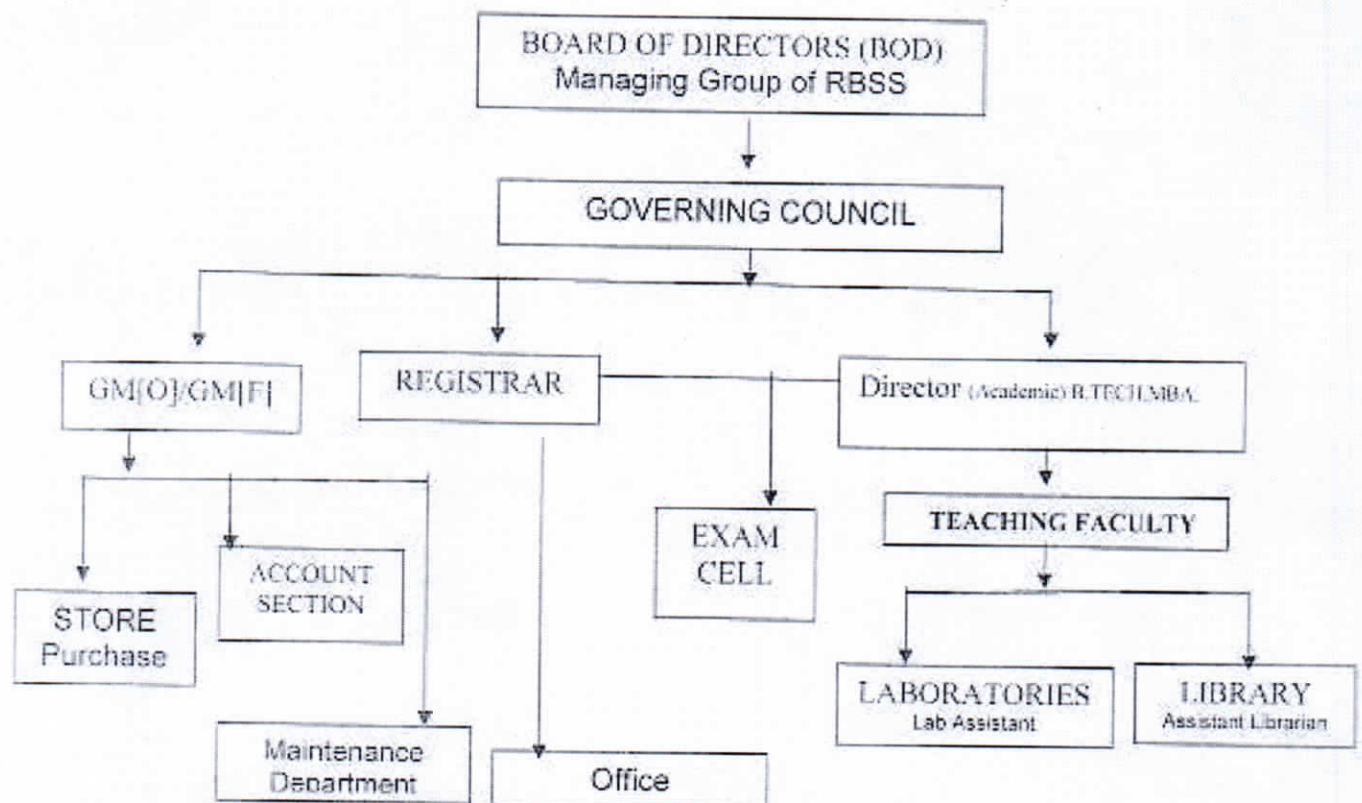 BOARD OF DIRECTORS (BOD)
Managing Group of RBSS
GOVERNING COUNCIL
GM[O]/GM[F]
REGISTRAR
Director (Academic) B.TECH.MBA.
TEACHING FACULTY
EXAM
CELL
ACCOUNT
SECTION
STORE
Purchase
LABORATORIES
Lab Assistant
LIBRARY
Assistant Librarian
Maintenance
Department
Office